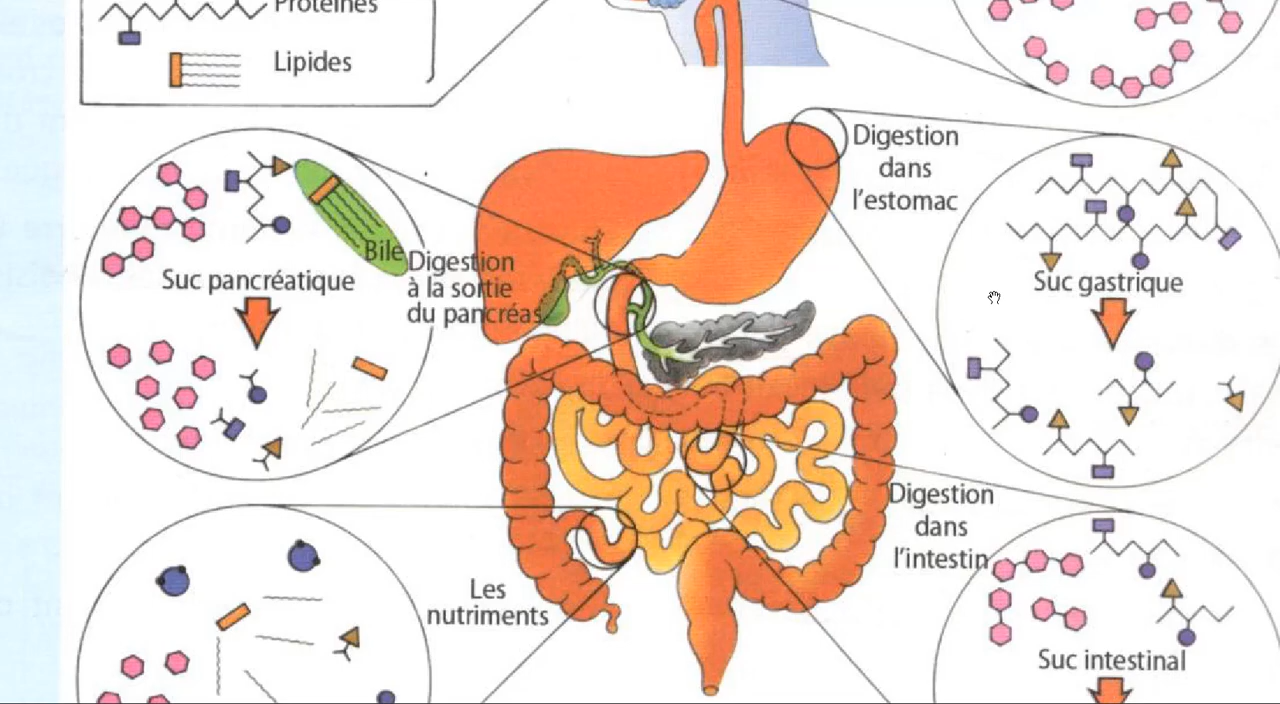 Protéines
Lipides
Digestion
dans
l'estomac
Bile
Suc pancréatique
Digestion
à la sortie
du pancréas
Suc gastrique
Digestion
dans
l'intestin
Les
nutriments
Suc intestinal